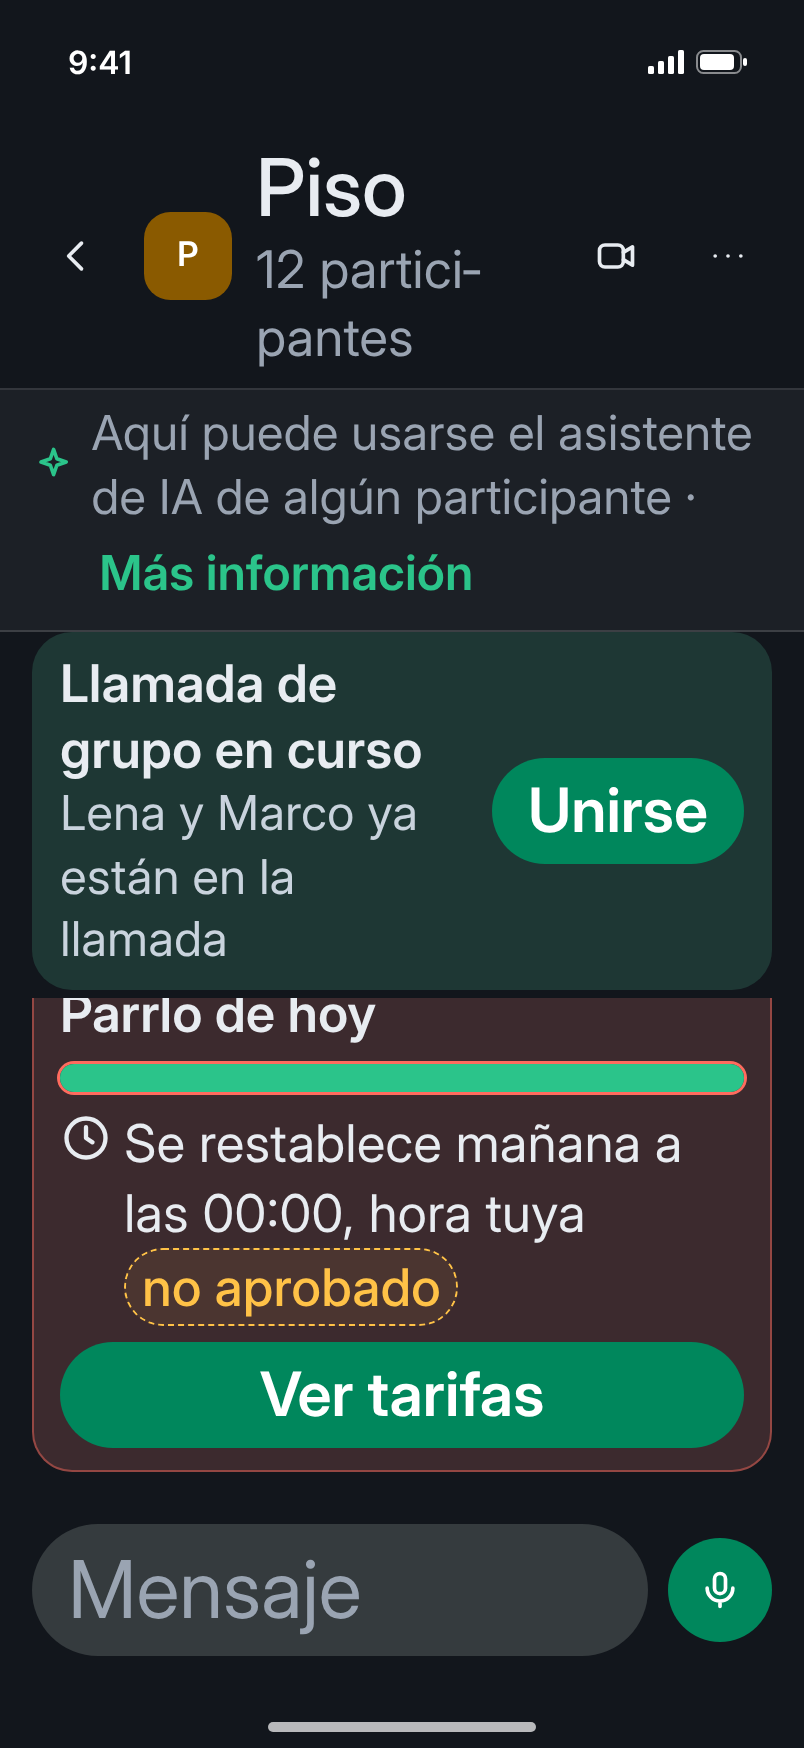 9:41
Piso
P
12 partici-
pantes
Aquí puede usarse el asistente
de IA de algún participante ·
Más información
Llamada de
grupo en curso
Lena y Marco ya
están en la
llamada
Unirse
de hoy
Se restablece mañana a
las 00:00, hora tuya
no aprobado
Ver tarifas
Mensaje